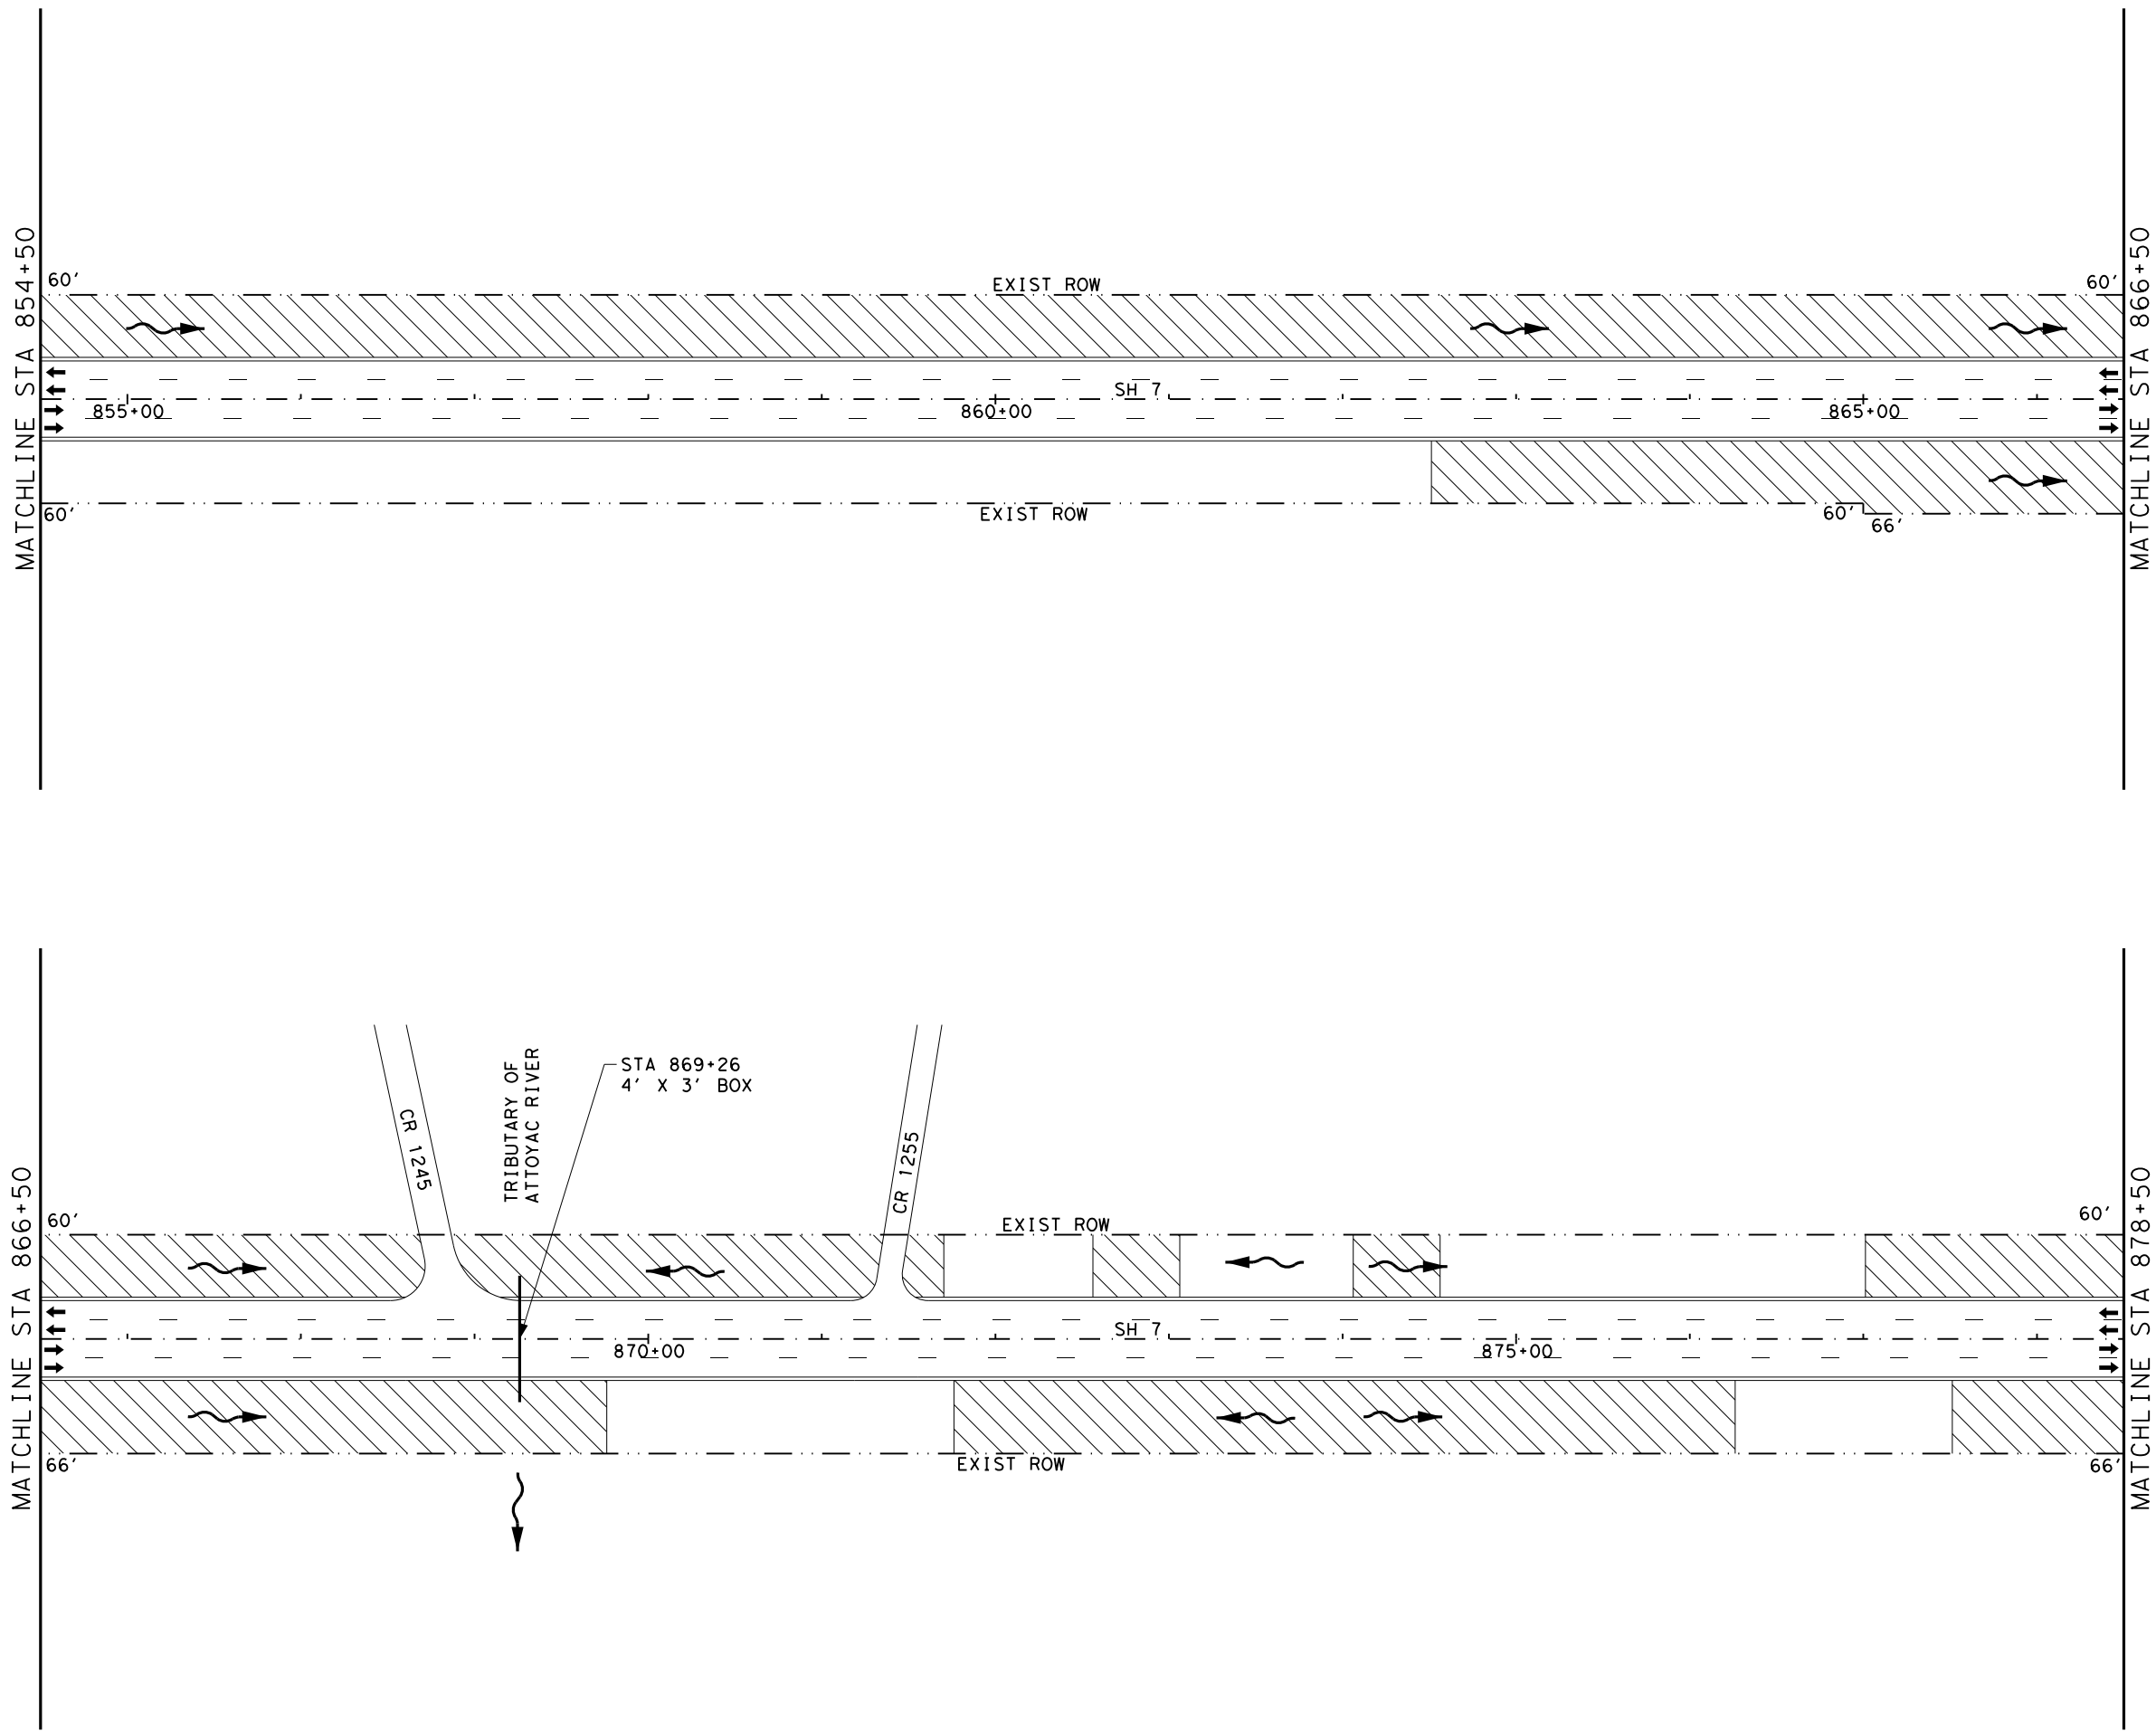 MATCHLINE STA 854+50
60'
EXIST ROW
60'
MATCHLINE STA 866+50
SH 7
855+00
860+00
865+00
60'
EXIST ROW
60'
66'
MATCHLINE STA 866+50
CR 1245
TRIBUTARY OF
ATTOYAC RIVER
STA 869+26
4' X 3' BOX
CR 1255
60'
EXIST ROW
60'
MATCHLINE STA 878+50
SH 7
870+00
875+00
66'
EXIST ROW
66'